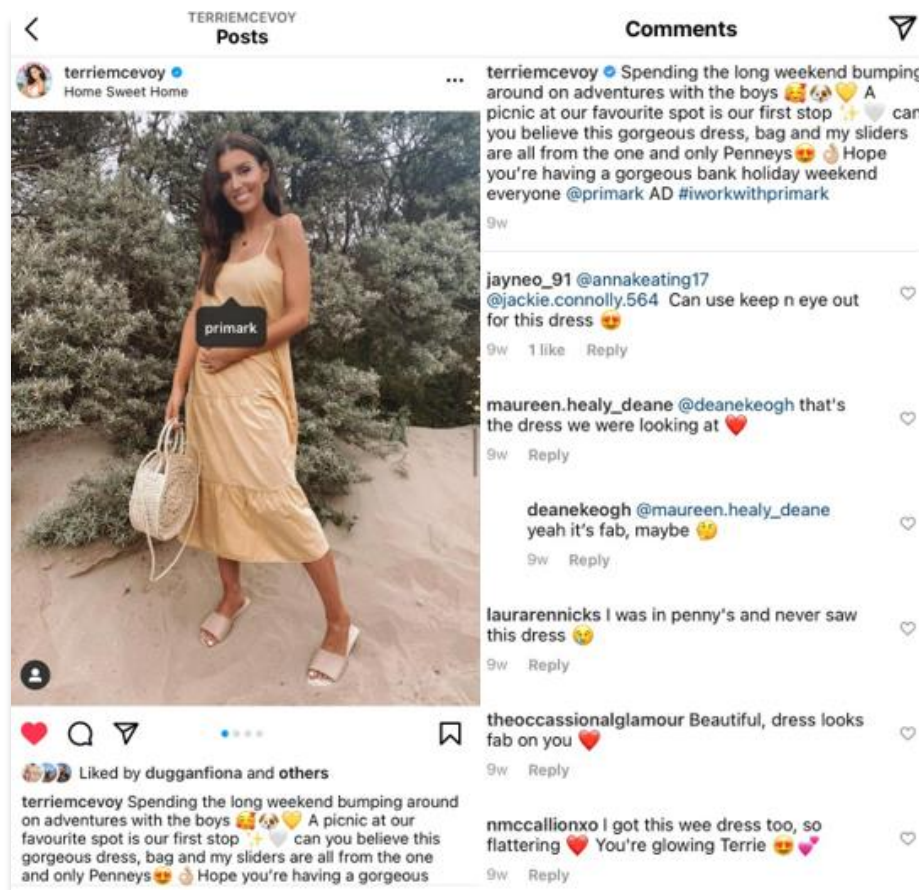 TERRIEMCEVOY
Posts
terriemcevoy
Home Sweet Home
primark
Liked by dugganfiona and others
terriemcevoy Spending the long weekend bumping around
on adventures with the boys 🥰🐶💛 A picnic at our
favourite spot is our first stop ✨🤍 can you believe this
gorgeous dress, bag and my sliders are all from the one
and only Penneys😍👌🏼Hope you're having a gorgeous
Comments
terriemcevoy Spending the long weekend bumping
around on adventures with the boys 🥰🐶💛 A
picnic at our favourite spot is our first stop ✨🤍 can
you believe this gorgeous dress, bag and my sliders
are all from the one and only Penneys😍👌🏼Hope
you're having a gorgeous bank holiday weekend
everyone @primark AD #iworkwithprimark
9w
jayneo_91 @annakeating17
@jackie.connolly.564 Can use keep n eye out
for this dress 😍
9w 1 like Reply
maureen.healy_deane @deanekeogh that's
the dress we were looking at ❤️
9w Reply
deanekeogh @maureen.healy_deane
yeah it's fab, maybe 🤔
9w Reply
laurarennicks I was in penny's and never saw
this dress 😢
9w Reply
theoccassionalglamour Beautiful, dress looks
fab on you ❤️
9w Reply
nmccallionxo I got this wee dress too, so
flattering ❤️ You're glowing Terrie 😍💕
9w Reply